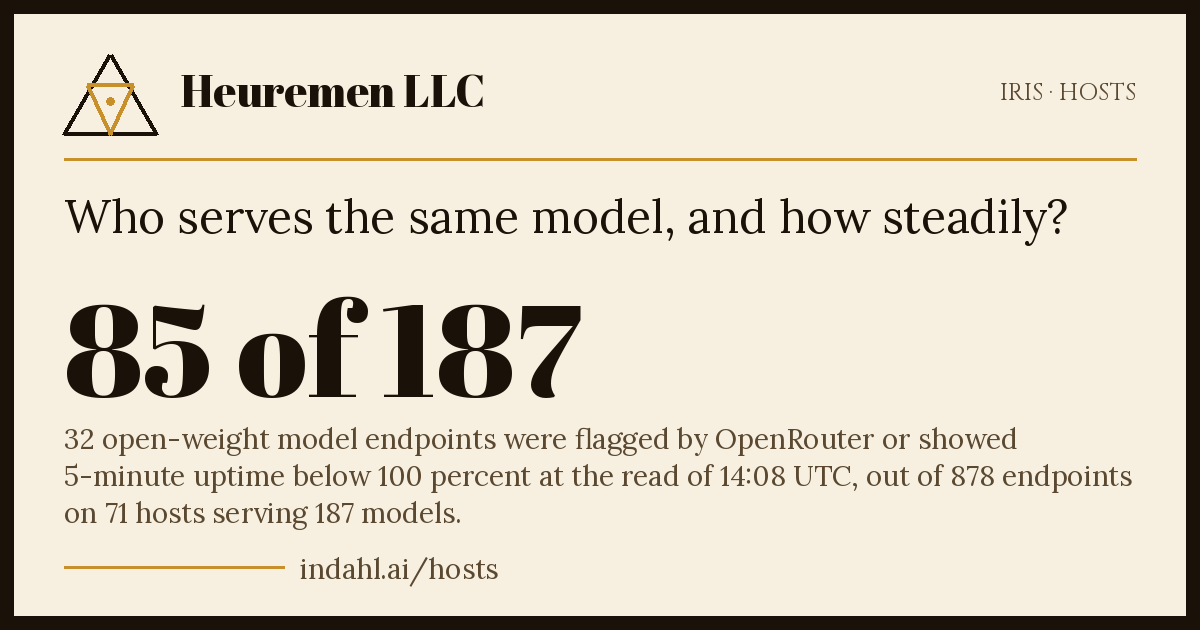 Heuremen LLC
IRIS · HOSTS
Who serves the same model, and how steadily?
85 of 187
32 open-weight model endpoints were flagged by OpenRouter or showed
5-minute uptime below 100 percent at the read of 14:08 UTC, out of 878 endpoints
on 71 hosts serving 187 models.
indahl.ai/hosts